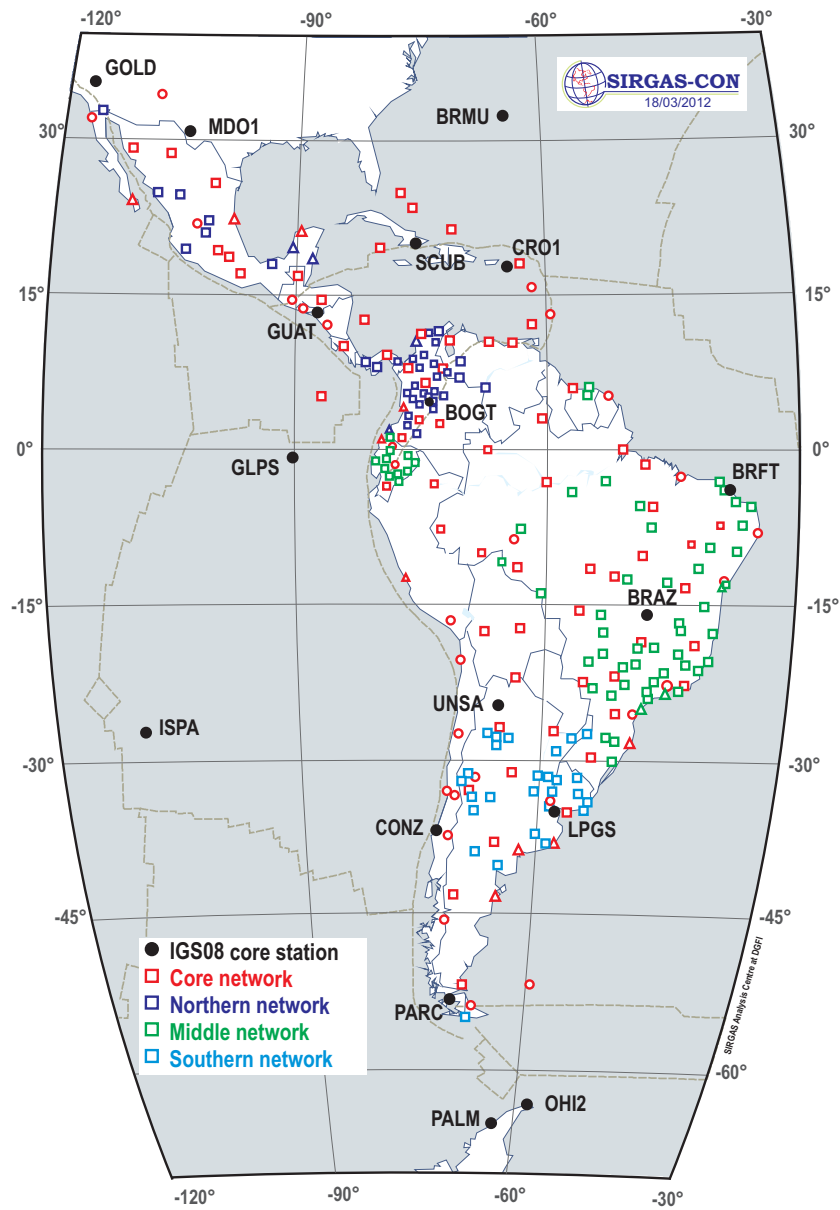 -120°
-90°
-60°
-30°
GOLD
SIRGAS-CON
18/03/2012
BRMU
MDO1
30°
30°
SCUB
CRO1
15°
15°
GUAT
BOGT
0°
0°
GLPS
BRFT
-15°
-15°
BRAZ
UNSA
ISPA
-30°
-30°
CONZ
LPGS
-45°
-45°
IGS08 core station
Core network
Northern network
Middle network
Southern network
PARC
SIRGAS Analysis Centre at DGFI
-60°
PALM
OHI2
-120°
-90°
-60°
-30°